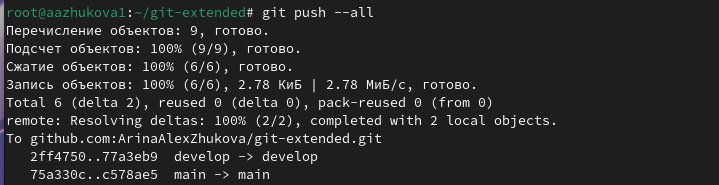 root@aazhukova1:~/git-extended# git push --all
Перечисление объектов: 9, готово.
Подсчет объектов: 100% (9/9), готово.
Сжатие объектов: 100% (6/6), готово.
Запись объектов: 100% (6/6), 2.78 КиБ | 2.78 МиБ/с, готово.
Total 6 (delta 2), reused 0 (delta 0), pack-reused 0 (from 0)
remote: Resolving deltas: 100% (2/2), completed with 2 local objects.
To github.com:ArinaAlexZhukova/git-extended.git
   2ff4750..77a3eb9  develop -> develop
   75a330c..c578ae5  main -> main